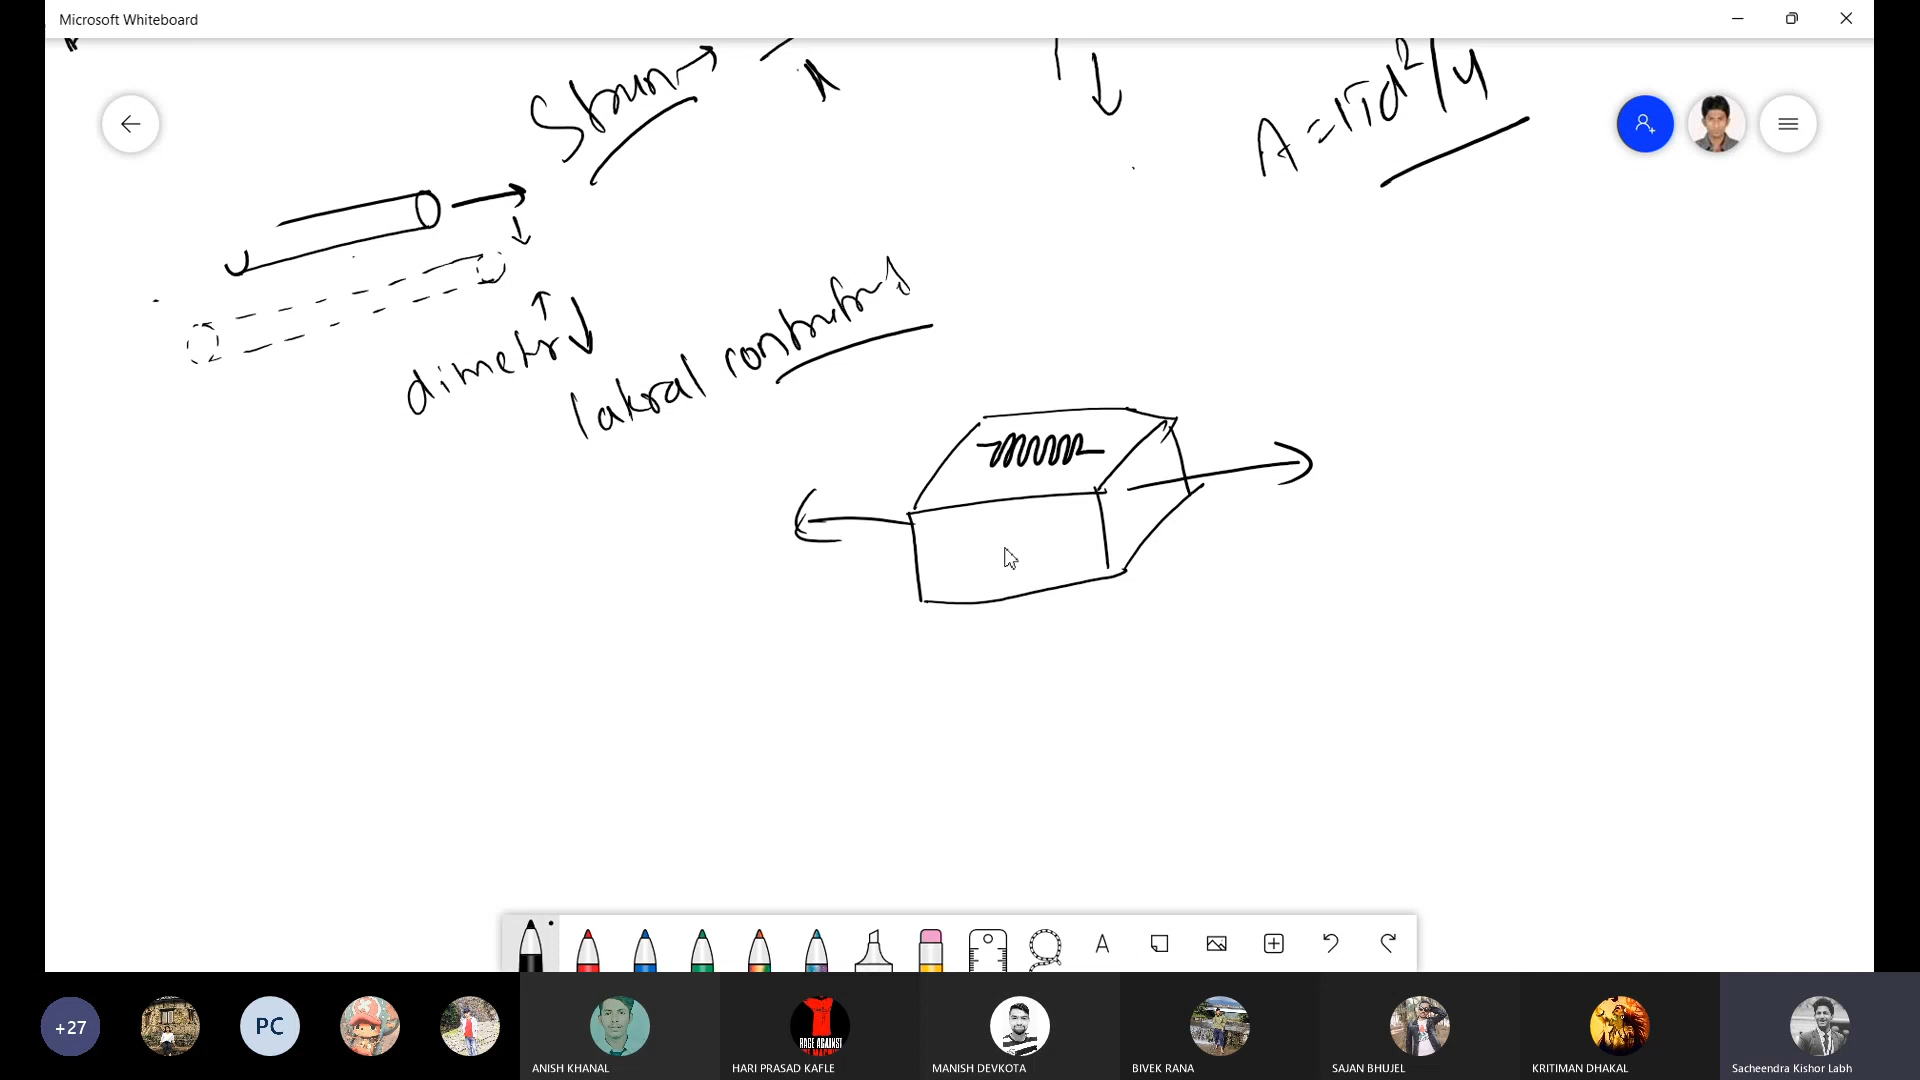 Microsoft Whiteboard
Strain →
A = πd²/4
dimeter ↓
lateral contraction
A
+27
PC
ANISH KHANAL
HARI PRASAD KAFLE
MANISH DEVKOTA
BIVEK RANA
SAJAN BHUJEL
KRITIMAN DHAKAL
Sacheendra Kishor Labh